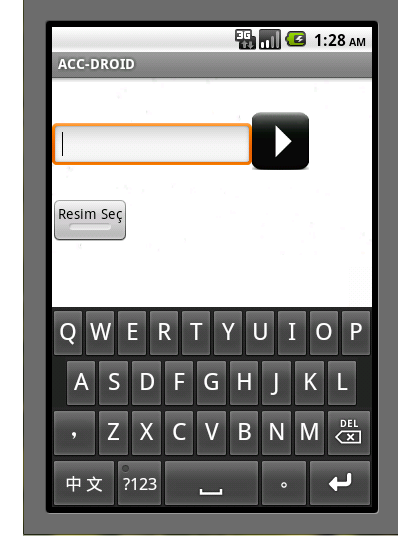 3G 1:28 AM
ACC-DROID
Resim Seç
Q W E R T Y U I O P
A S D F G H J K L
， Z X C V B N M DEL
中文 ?123 。